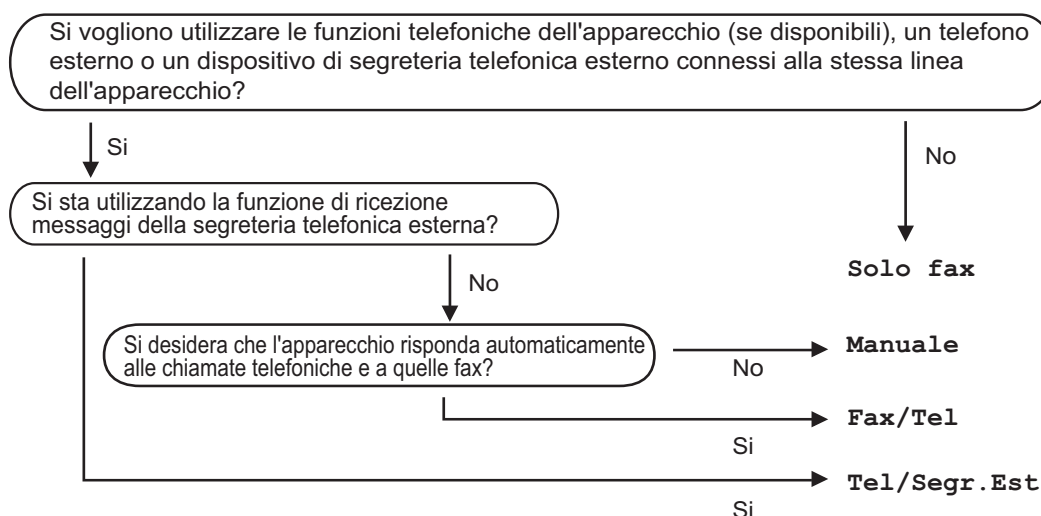 Si vogliono utilizzare le funzioni telefoniche dell'apparecchio (se disponibili), un telefono
esterno o un dispositivo di segreteria telefonica esterno connessi alla stessa linea
dell'apparecchio?
Si
No
Si sta utilizzando la funzione di ricezione
messaggi della segreteria telefonica esterna?
Solo fax
No
Si desidera che l'apparecchio risponda automaticamente
alle chiamate telefoniche e a quelle fax?
No
Manuale
Si
Fax/Tel
Si
Tel/Segr.Est